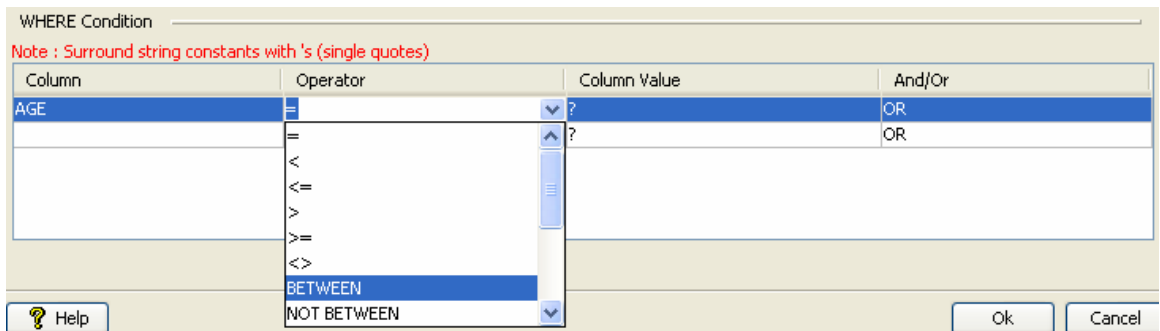 WHERE Condition
Note : Surround string constants with 's (single quotes)
Column Operator Column Value And/Or
AGE = ? OR
= ? OR
<
<=
>
>=
<>
BETWEEN
NOT BETWEEN
Help Ok Cancel